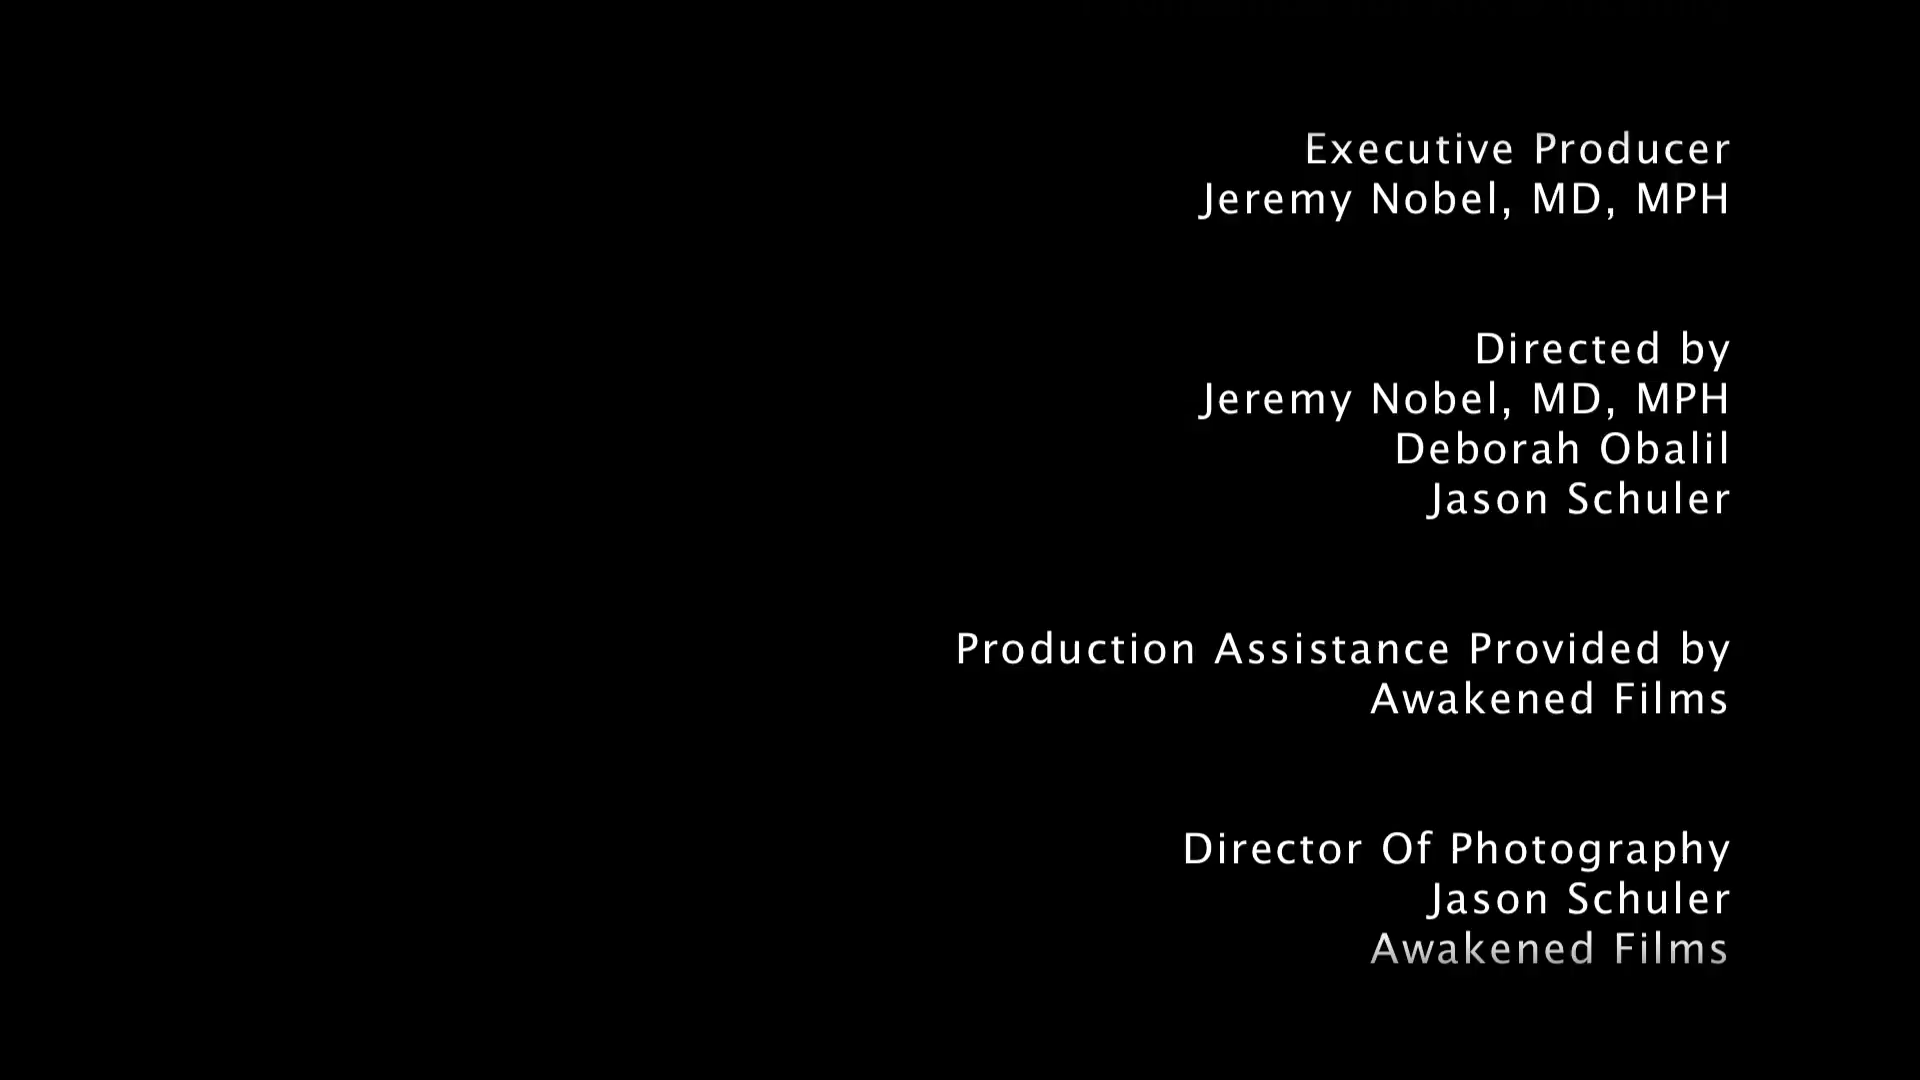 Executive Producer
Jeremy Nobel, MD, MPH
Directed by
Jeremy Nobel, MD, MPH
Deborah Obalil
Jason Schuler
Production Assistance Provided by
Awakened Films
Director Of Photography
Jason Schuler
Awakened Films